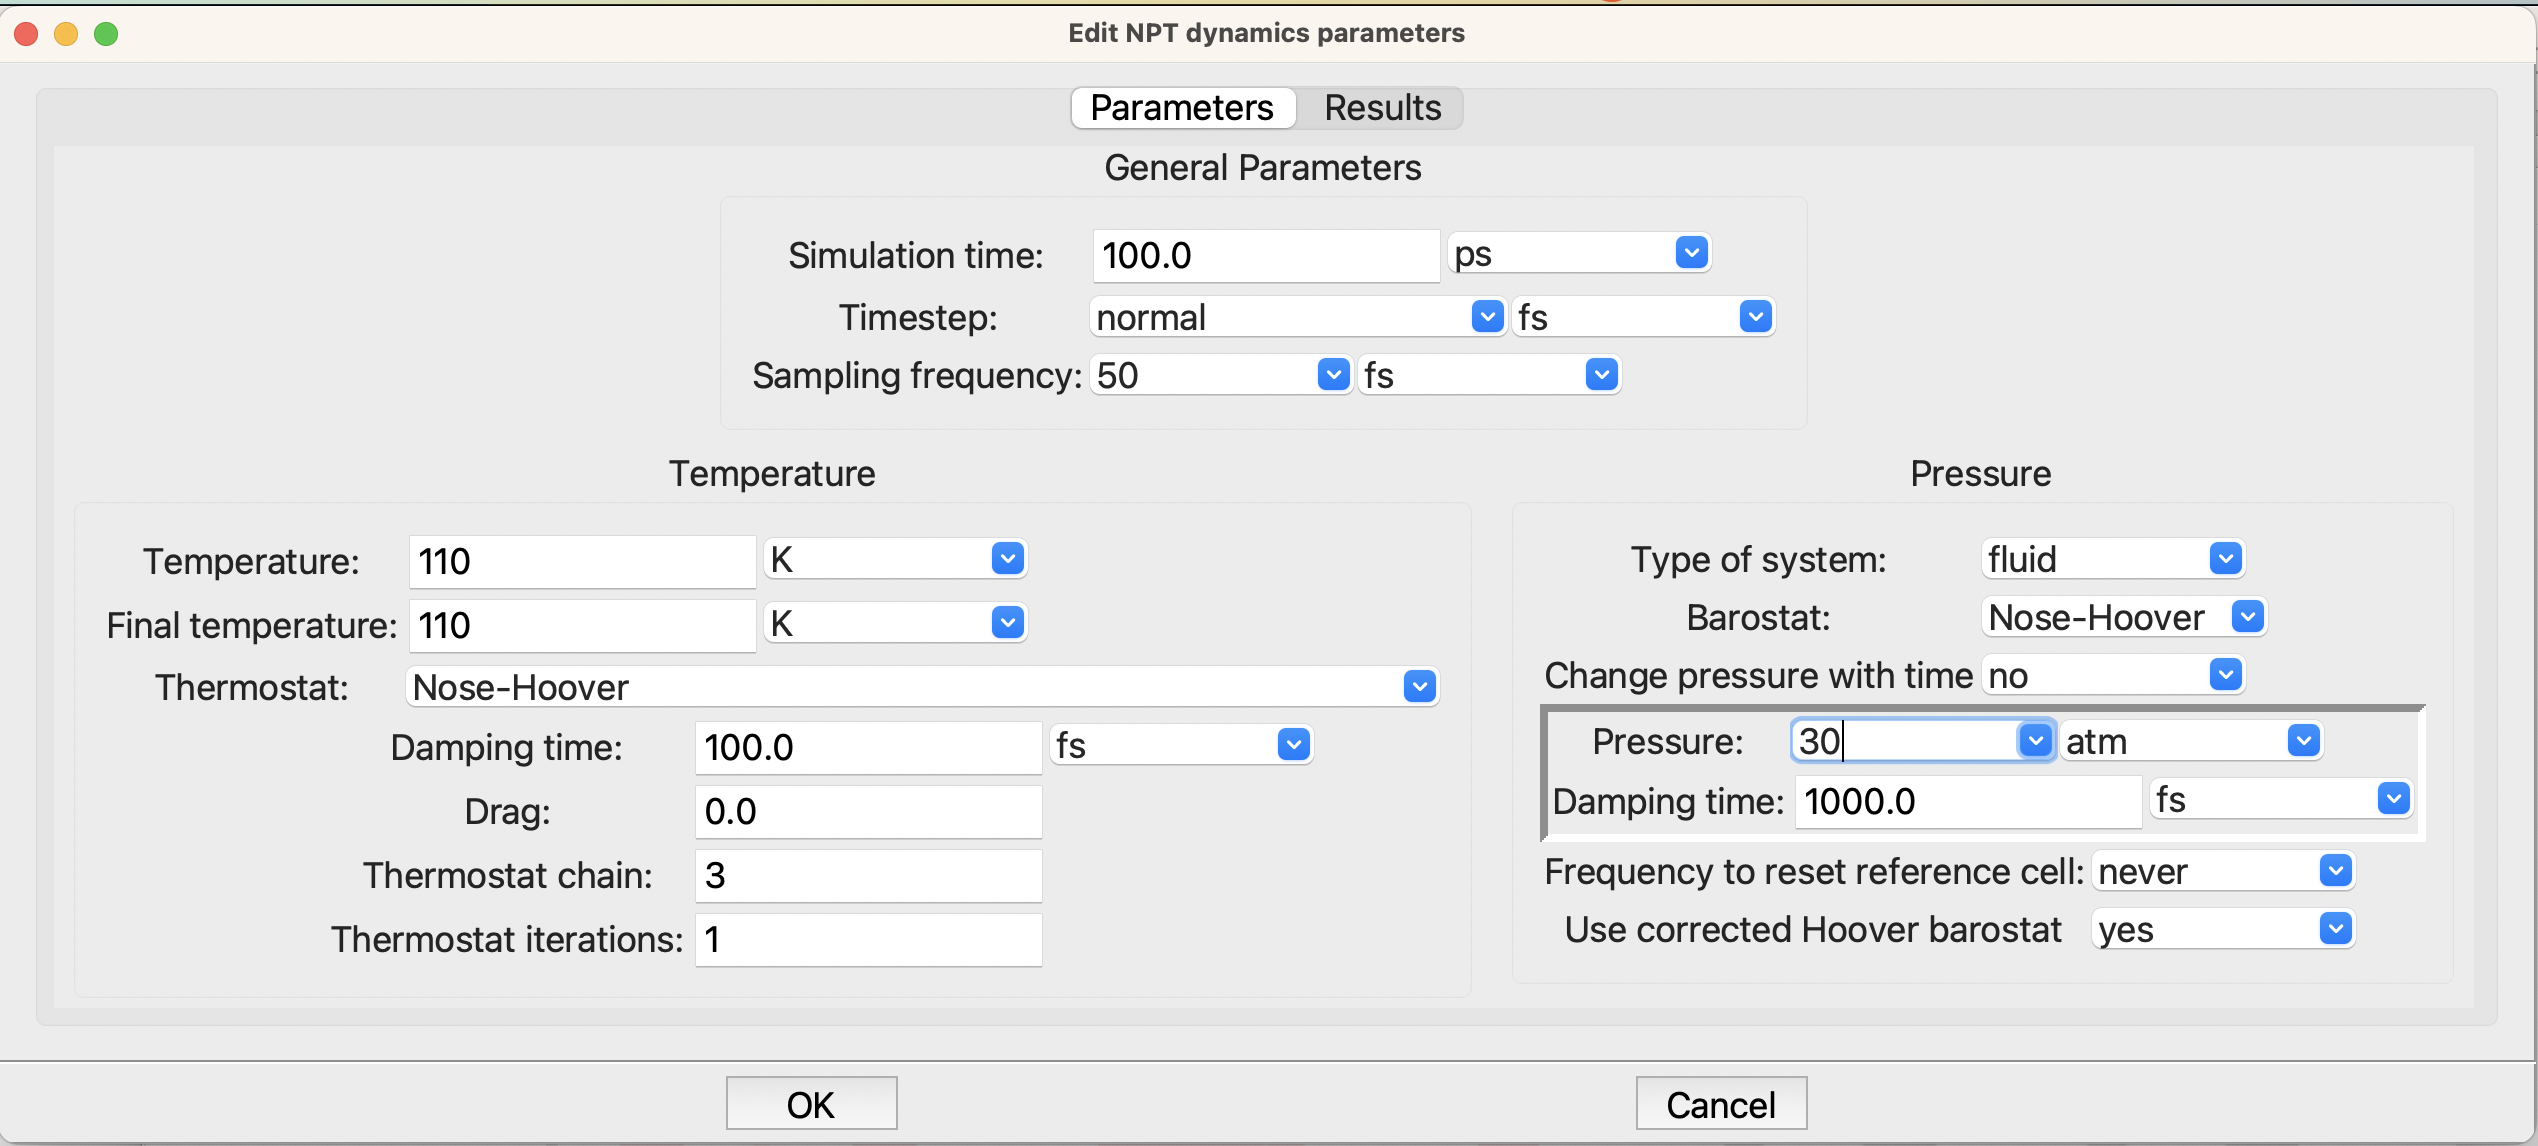 Edit NPT dynamics parameters
Parameters Results
General Parameters
Simulation time: 100.0 ps
Timestep: normal fs
Sampling frequency: 50 fs
Temperature
Temperature: 110 K
Final temperature: 110 K
Thermostat: Nose-Hoover
Damping time: 100.0 fs
Drag: 0.0
Thermostat chain: 3
Thermostat iterations: 1
Pressure
Type of system: fluid
Barostat: Nose-Hoover
Change pressure with time no
Pressure: 30 atm
Damping time: 1000.0 fs
Frequency to reset reference cell: never
Use corrected Hoover barostat yes
OK Cancel